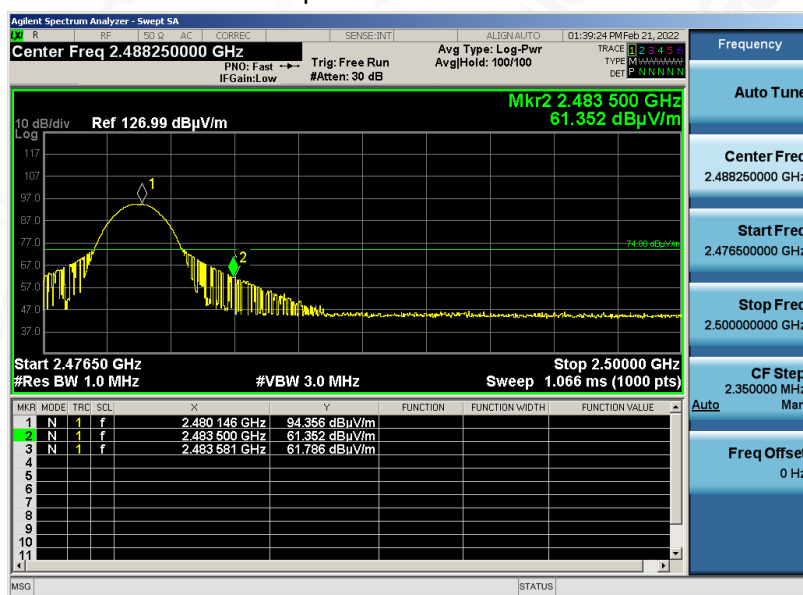 Agilent Spectrum Analyzer - Swept SA
LXI R RF 50 Ω AC CORREC SENSE:INT ALIGN AUTO 01:39:24 PM Feb 21, 2022
Center Freq 2.488250000 GHz
PNO: Fast
IFGain:Low
Trig: Free Run
#Atten: 30 dB
Avg Type: Log-Pwr
Avg|Hold: 100/100
TRACE 1 2 3 4 5 6
TYPE M
DET P N N N N N
Mkr2 2.483 500 GHz
61.352 dBµV/m
10 dB/div Ref 126.99 dBµV/m
Log
117
107
97.0
87.0
77.0
67.0
57.0
47.0
37.0
1
2
74.00 dBµV/m
Start 2.47650 GHz Stop 2.50000 GHz
#Res BW 1.0 MHz #VBW 3.0 MHz Sweep 1.066 ms (1000 pts)
MKR MODE TRC SCL X Y FUNCTION FUNCTION WIDTH FUNCTION VALUE
1 N 1 f 2.480 146 GHz 94.356 dBµV/m
2 N 1 f 2.483 500 GHz 61.352 dBµV/m
3 N 1 f 2.483 581 GHz 61.786 dBµV/m
4
5
6
7
8
9
10
11
MSG STATUS
Frequency
Auto Tune
Center Freq
2.488250000 GHz
Start Freq
2.476500000 GHz
Stop Freq
2.500000000 GHz
CF Step
2.350000 MHz
Auto Man
Freq Offset
0 Hz